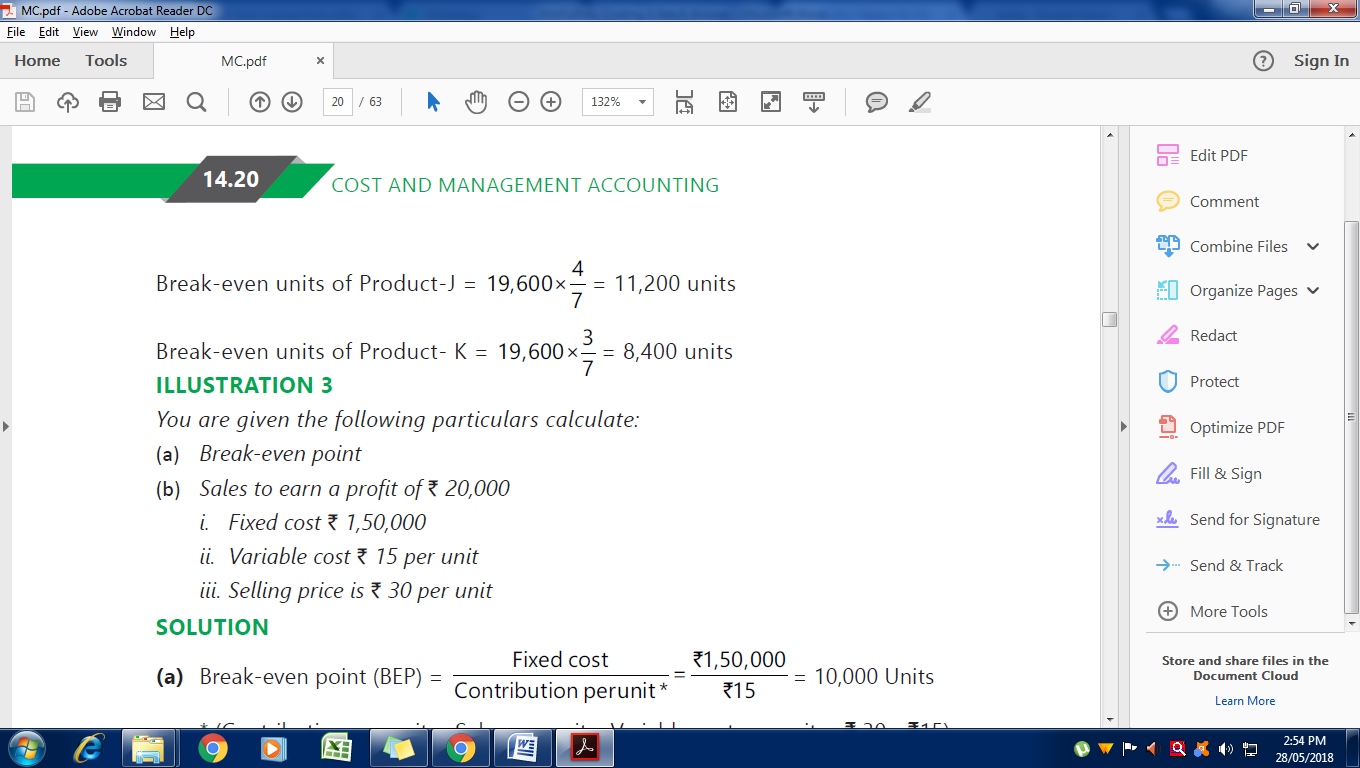 MC.pdf - Adobe Acrobat Reader DC
File Edit View Window Help
Home Tools MC.pdf × Sign In
20 / 63 132%
14.20 COST AND MANAGEMENT ACCOUNTING
Break-even units of Product-J = 19,600×4/7 = 11,200 units
Break-even units of Product- K = 19,600×3/7 = 8,400 units
ILLUSTRATION 3
You are given the following particulars calculate:
(a) Break-even point
(b) Sales to earn a profit of ₹ 20,000
i. Fixed cost ₹ 1,50,000
ii. Variable cost ₹ 15 per unit
iii. Selling price is ₹ 30 per unit
SOLUTION
(a) Break-even point (BEP) = Fixed cost / Contribution perunit* = ₹1,50,000 / ₹15 = 10,000 Units
Edit PDF
Comment
Combine Files
Organize Pages
Redact
Protect
Optimize PDF
Fill & Sign
Send for Signature
Send & Track
More Tools
Store and share files in the
Document Cloud
Learn More
2:54 PM
28/05/2018